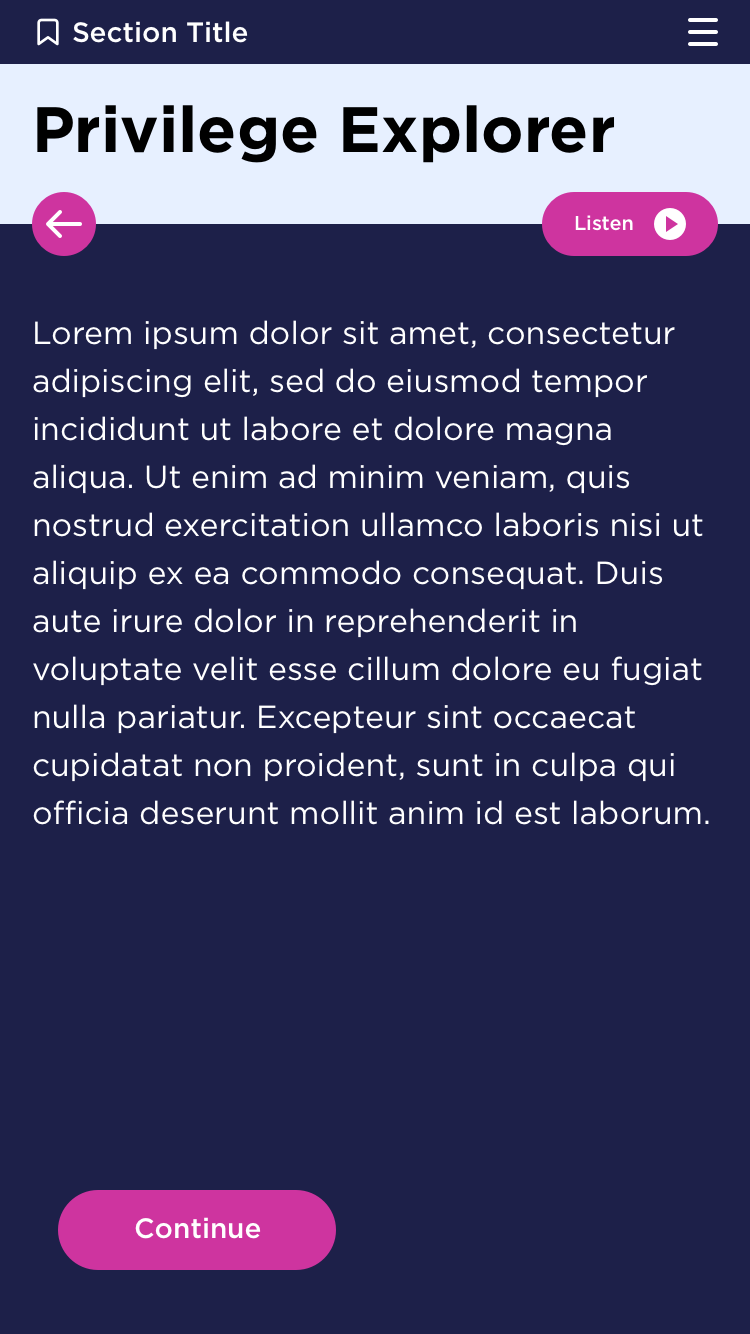 Section Title
Privilege Explorer
Listen
Lorem ipsum dolor sit amet, consectetur
adipiscing elit, sed do eiusmod tempor
incididunt ut labore et dolore magna
aliqua. Ut enim ad minim veniam, quis
nostrud exercitation ullamco laboris nisi ut
aliquip ex ea commodo consequat. Duis
aute irure dolor in reprehenderit in
voluptate velit esse cillum dolore eu fugiat
nulla pariatur. Excepteur sint occaecat
cupidatat non proident, sunt in culpa qui
officia deserunt mollit anim id est laborum.
Continue